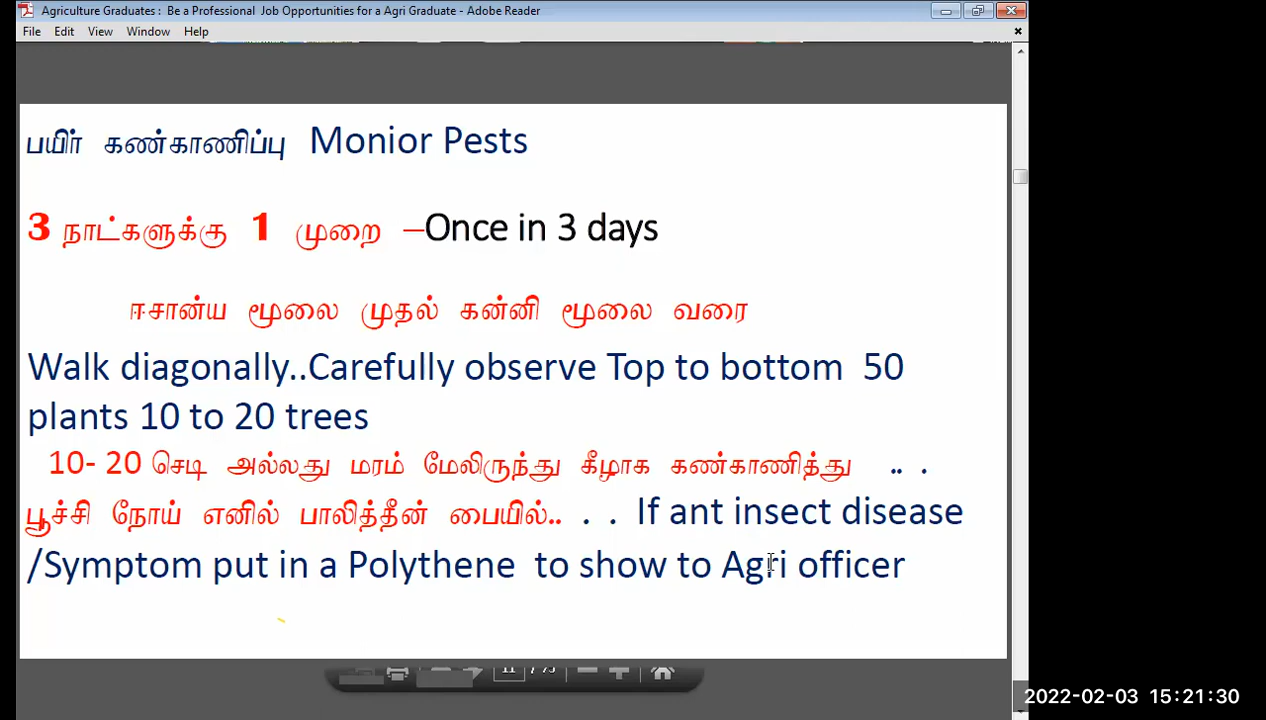 Agriculture Graduates : Be a Professional Job Opportunities for a Agri Graduate - Adobe Reader
File Edit View Window Help
பயிர் கண்காணிப்பு Monior Pests
3 நாட்களுக்கு 1 முறை –Once in 3 days
ஈசான்ய மூலை முதல் கன்னி மூலை வரை
Walk diagonally..Carefully observe Top to bottom 50
plants 10 to 20 trees
10- 20 செடி அல்லது மரம் மேலிருந்து கீழாக கண்காணித்து .. .
பூச்சி நோய் எனில் பாலித்தீன் பையில்.. . . If ant insect disease
/Symptom put in a Polythene to show to Agri officer
2022-02-03 15:21:30